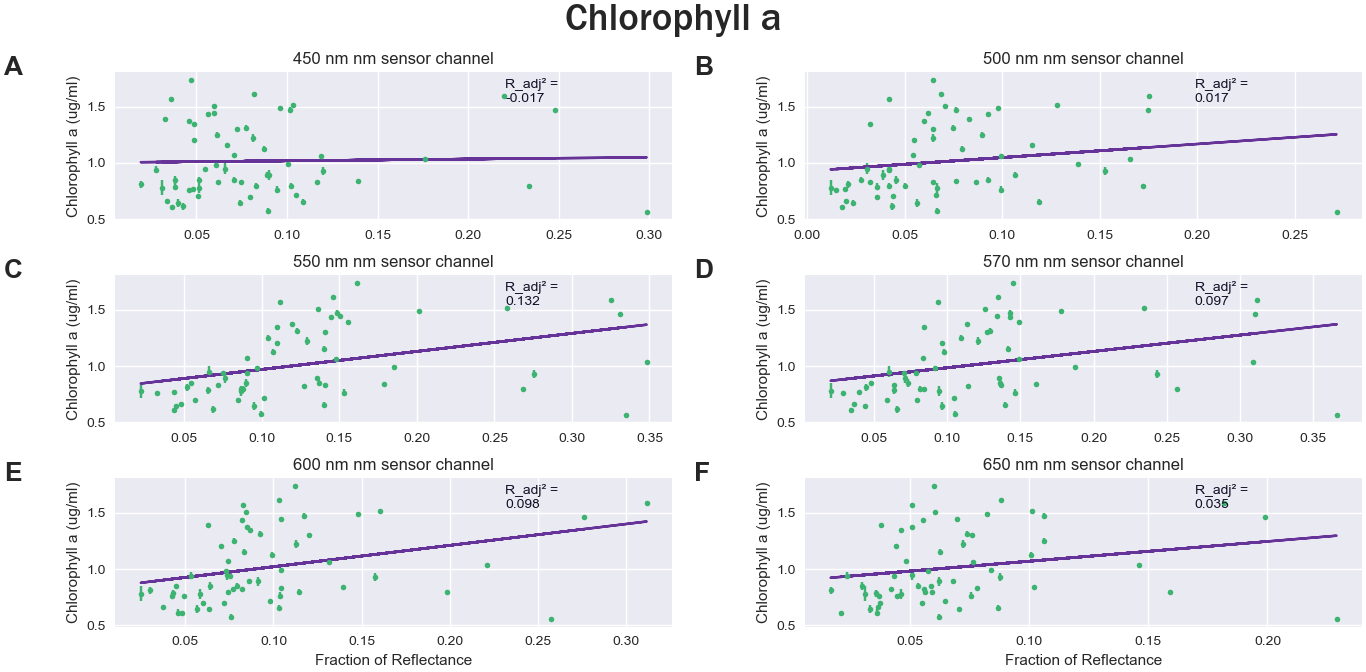 Chlorophyll a
A
450 nm nm sensor channel
Chlorophyll a (ug/ml)
1.5
1.0
0.5
R_adj² =
-0.017
0.05
0.10
0.15
0.20
0.25
0.30
B
500 nm nm sensor channel
Chlorophyll a (ug/ml)
1.5
1.0
0.5
R_adj² =
0.017
0.00
0.05
0.10
0.15
0.20
0.25
C
550 nm nm sensor channel
Chlorophyll a (ug/ml)
1.5
1.0
0.5
R_adj² =
0.132
0.05
0.10
0.15
0.20
0.25
0.30
0.35
D
570 nm nm sensor channel
Chlorophyll a (ug/ml)
1.5
1.0
0.5
R_adj² =
0.097
0.05
0.10
0.15
0.20
0.25
0.30
0.35
E
600 nm nm sensor channel
Chlorophyll a (ug/ml)
1.5
1.0
0.5
R_adj² =
0.098
0.05
0.10
0.15
0.20
0.25
0.30
Fraction of Reflectance
F
650 nm nm sensor channel
Chlorophyll a (ug/ml)
1.5
1.0
0.5
R_adj² =
0.035
0.05
0.10
0.15
0.20
Fraction of Reflectance